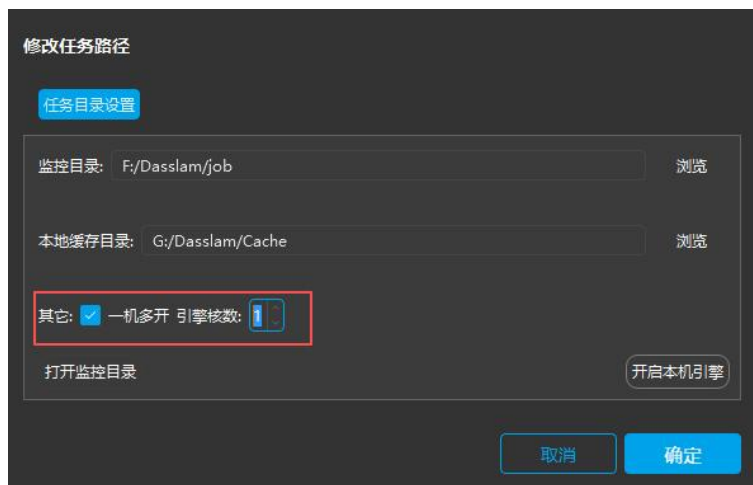 修改任务路径
任务目录设置
监控目录: F:/Dasslam/job 浏览
本地缓存目录: G:/Dasslam/Cache 浏览
其它: 一机多开 引擎核数: 1
打开监控目录 开启本机引擎
取消 确定